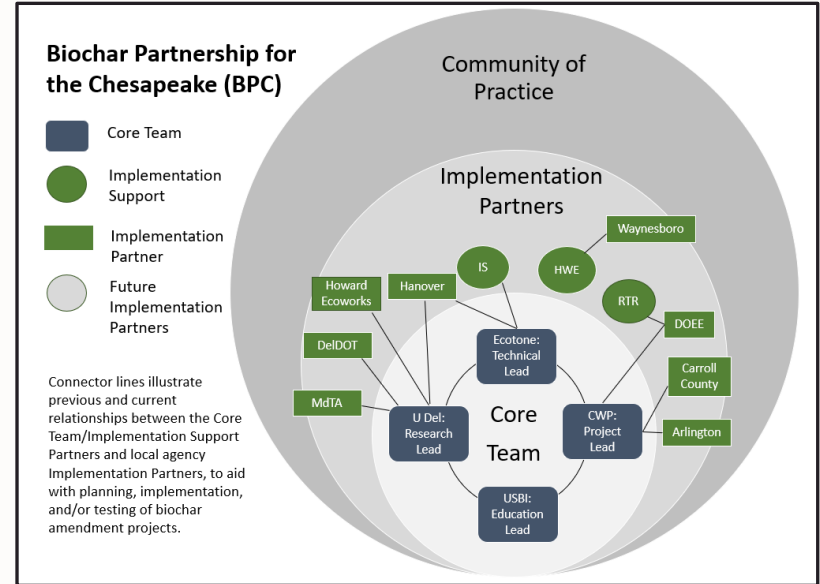 Biochar Partnership for
the Chesapeake (BPC)
Core Team
Implementation
Support
Implementation
Partner
Future
Implementation
Partners
Connector lines illustrate
previous and current
relationships between the Core
Team/Implementation Support
Partners and local agency
Implementation Partners, to aid
with planning, implementation,
and/or testing of biochar
amendment projects.
Community of
Practice
Implementation
Partners
Waynesboro
IS
HWE
Hanover
Howard
Ecoworks
RTR
DOEE
DelDOT
Ecotone:
Technical
Lead
Carroll
County
MdTA
U Del:
Research
Lead
Core
Team
CWP:
Project
Lead
Arlington
USBI:
Education
Lead